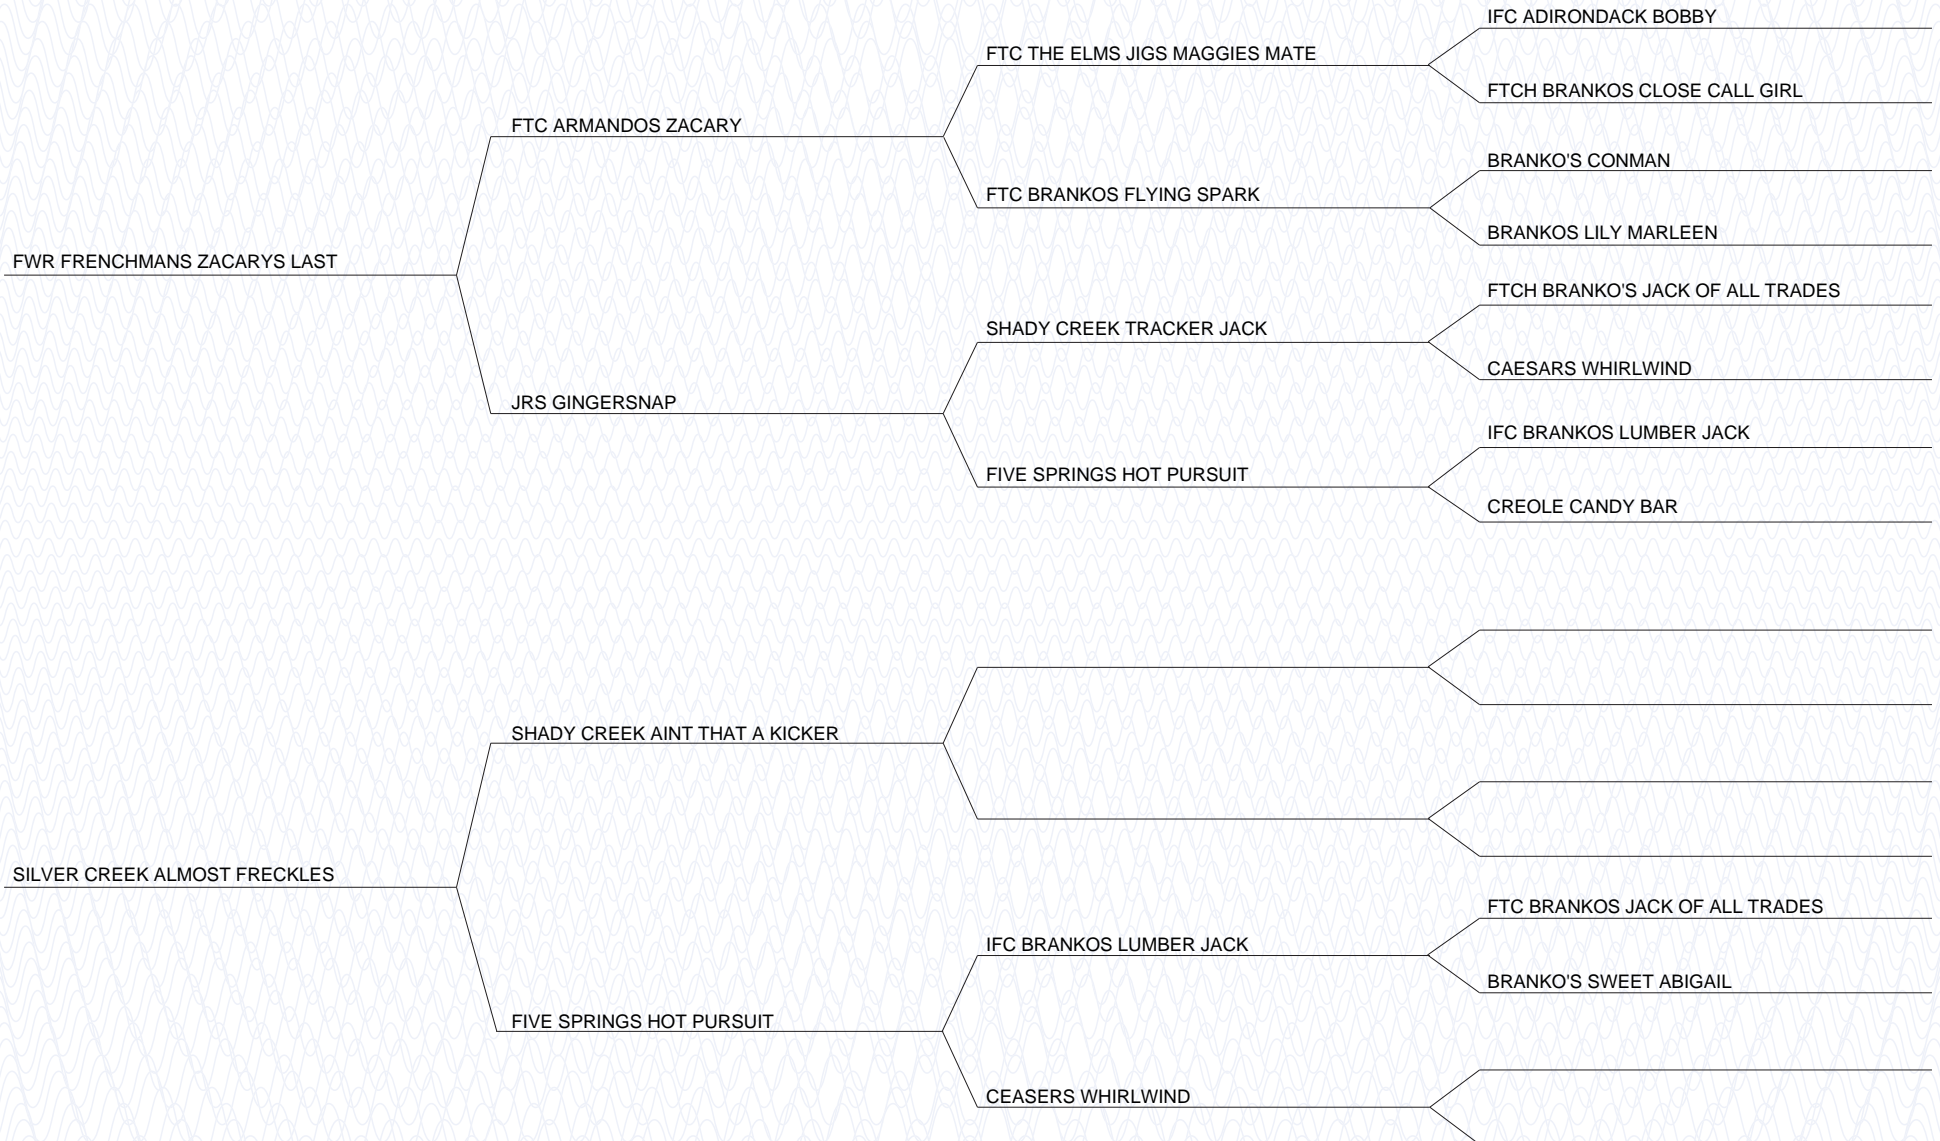 IFC ADIRONDACK BOBBY
FTC THE ELMS JIGS MAGGIES MATE
FTCH BRANKOS CLOSE CALL GIRL
FTC ARMANDOS ZACARY
BRANKO'S CONMAN
FTC BRANKOS FLYING SPARK
BRANKOS LILY MARLEEN
FWR FRENCHMANS ZACARYS LAST
FTCH BRANKO'S JACK OF ALL TRADES
SHADY CREEK TRACKER JACK
CAESARS WHIRLWIND
JRS GINGERSNAP
IFC BRANKOS LUMBER JACK
FIVE SPRINGS HOT PURSUIT
CREOLE CANDY BAR
SHADY CREEK AINT THAT A KICKER
SILVER CREEK ALMOST FRECKLES
FTC BRANKOS JACK OF ALL TRADES
IFC BRANKOS LUMBER JACK
BRANKO'S SWEET ABIGAIL
FIVE SPRINGS HOT PURSUIT
CEASERS WHIRLWIND